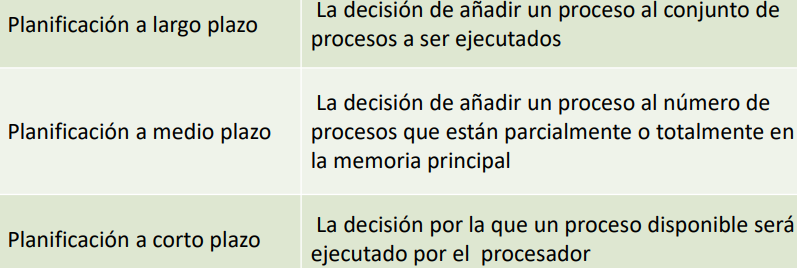 Planificación a largo plazo
La decisión de añadir un proceso al conjunto de
procesos a ser ejecutados
Planificación a medio plazo
La decisión de añadir un proceso al número de
procesos que están parcialmente o totalmente en
la memoria principal
Planificación a corto plazo
La decisión por la que un proceso disponible será
ejecutado por el procesador